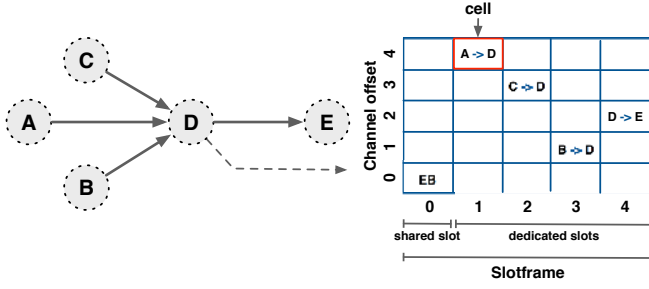 C
A
D
E
B
cell
Channel offset
4
A -> D
3
C -> D
2
D -> E
1
B -> D
0
EB
0 1 2 3 4
shared slot
dedicated slots
Slotframe